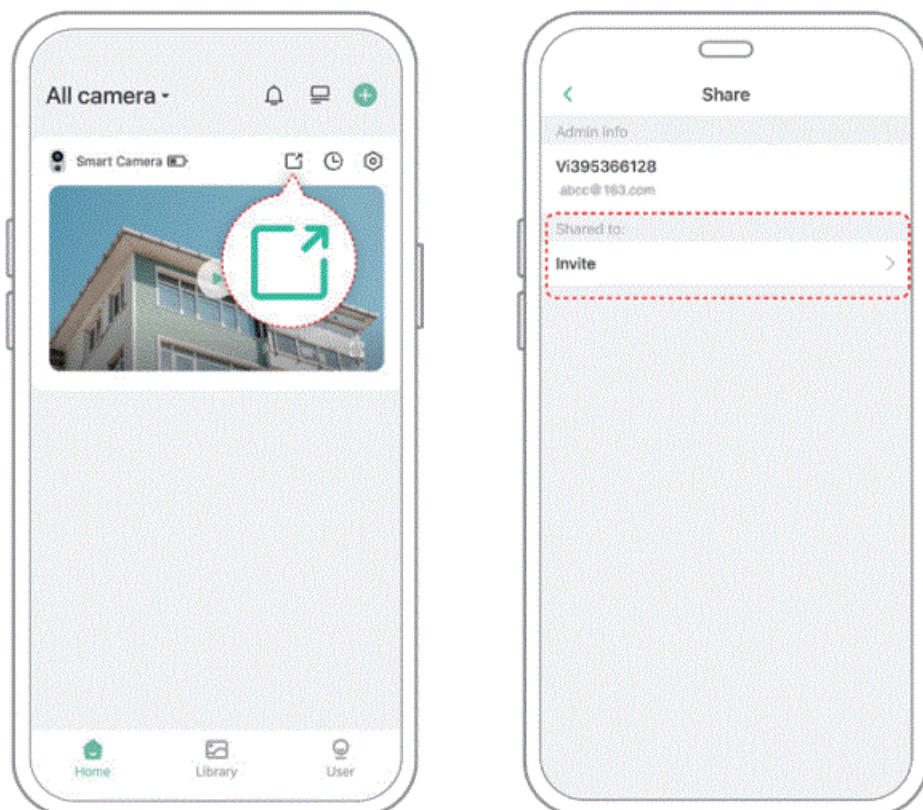 All camera
Smart Camera
Home
Library
User
Share
Admin info
Vi395366128
abcc@163.com
Shared to:
Invite